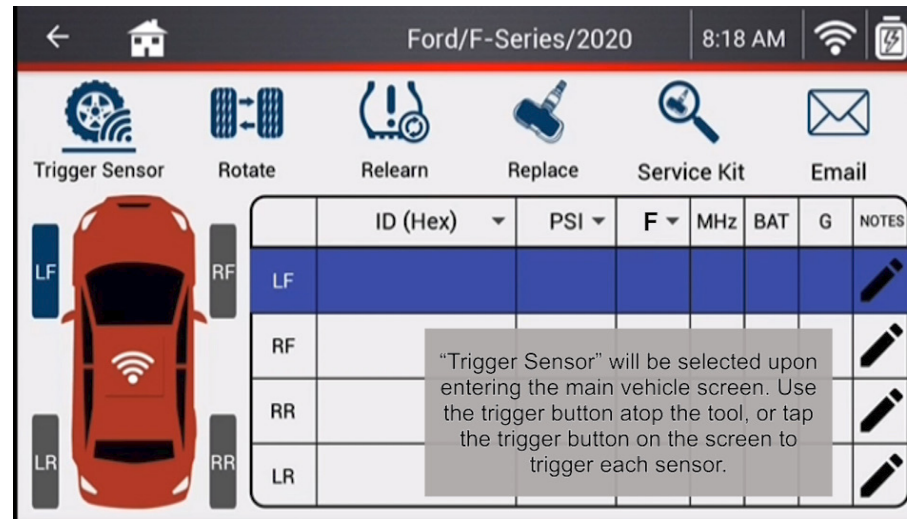 Ford/F-Series/2020 8:18 AM
Trigger Sensor Rotate Relearn Replace Service Kit Email
ID (Hex) PSI F MHz BAT G NOTES
LF RF LF
RF
RR
LR RR LR
“Trigger Sensor” will be selected upon
entering the main vehicle screen. Use
the trigger button atop the tool, or tap
the trigger button on the screen to
trigger each sensor.